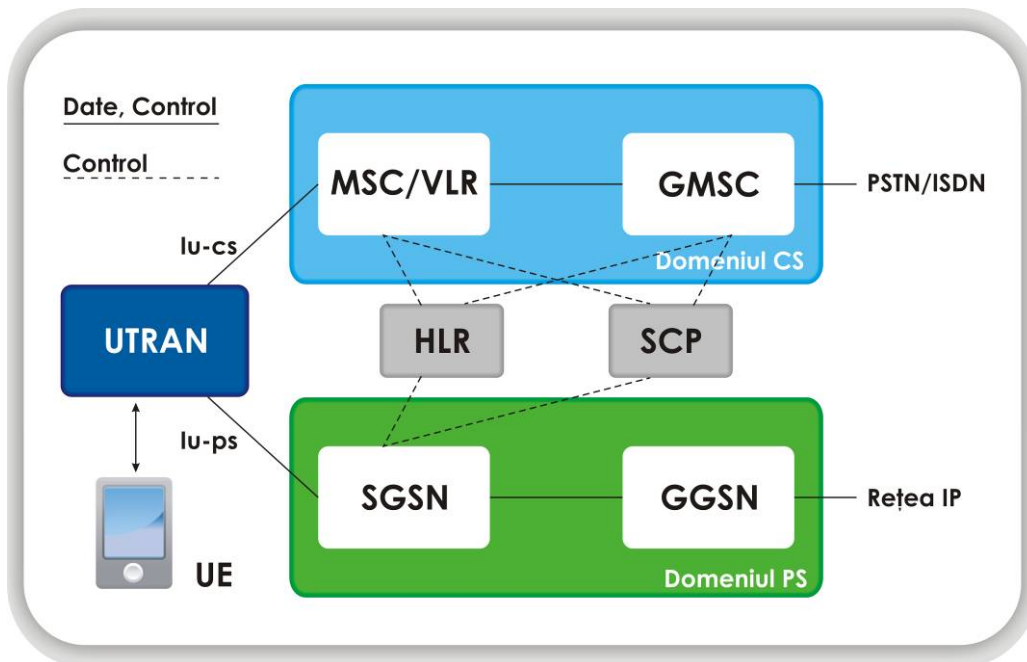 Date, Control
Control
MSC/VLR
GMSC
PSTN/ISDN
Iu-cs
Domeniul CS
UTRAN
HLR
SCP
Iu-ps
SGSN
GGSN
Rețea IP
UE
Domeniul PS